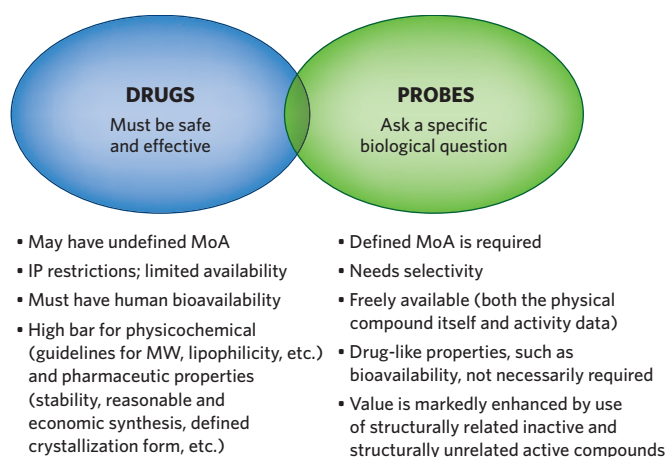 DRUGS
Must be safe
and effective
PROBES
Ask a specific
biological question
▪ May have undefined MoA
▪ IP restrictions; limited availability
▪ Must have human bioavailability
▪ High bar for physicochemical
(guidelines for MW, lipophilicity, etc.)
and pharmaceutic properties
(stability, reasonable and
economic synthesis, defined
crystallization form, etc.)
▪ Defined MoA is required
▪ Needs selectivity
▪ Freely available (both the physical
compound itself and activity data)
▪ Drug-like properties, such as
bioavailability, not necessarily required
▪ Value is markedly enhanced by use
of structurally related inactive and
structurally unrelated active compounds